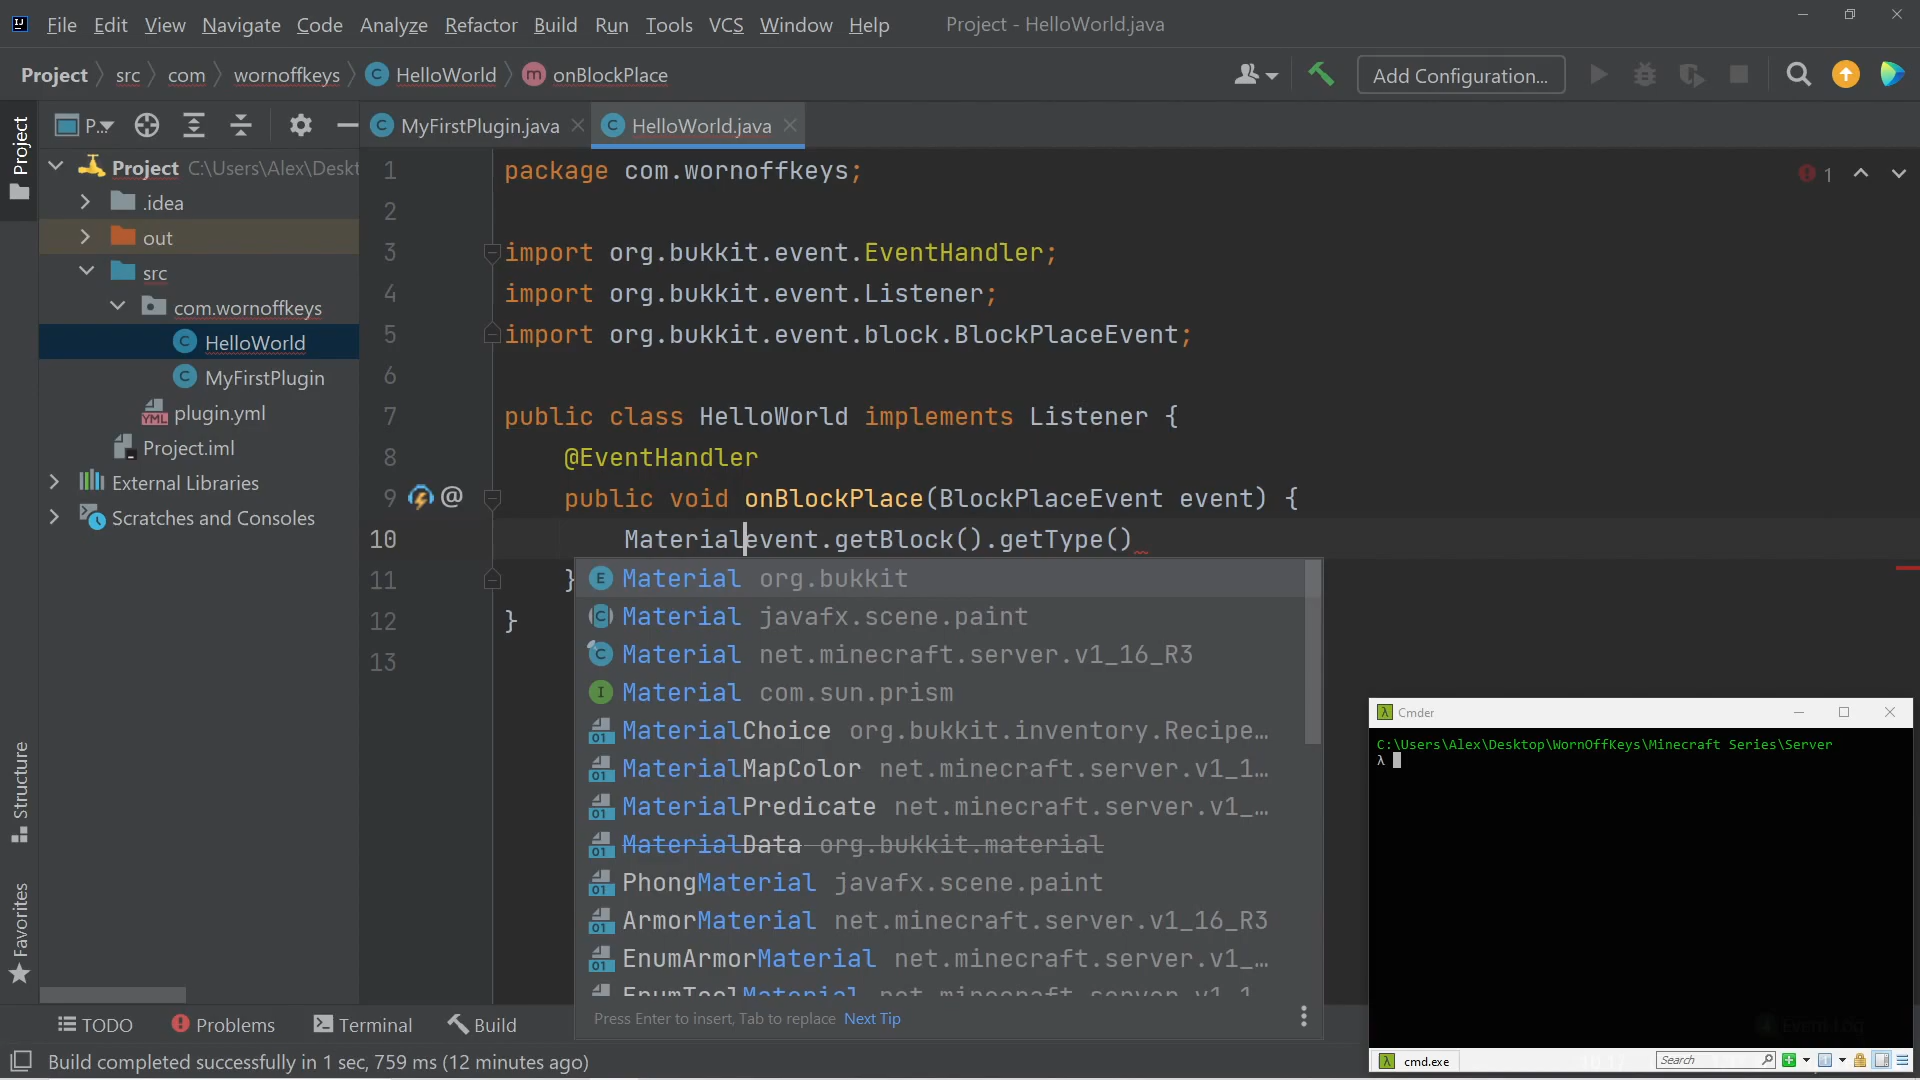 File Edit View Navigate Code Analyze Refactor Build Run Tools VCS Window Help Project - HelloWorld.java
Project src com wornoffkeys HelloWorld onBlockPlace Add Configuration...
P... MyFirstPlugin.java HelloWorld.java
Project
Structure
Favorites
Project C:\Users\Alex\Deskt
.idea
out
src
com.wornoffkeys
HelloWorld
MyFirstPlugin
plugin.yml
Project.iml
External Libraries
Scratches and Consoles
1 package com.wornoffkeys; 1
2
3 import org.bukkit.event.EventHandler;
4 import org.bukkit.event.Listener;
5 import org.bukkit.event.block.BlockPlaceEvent;
6
7 public class HelloWorld implements Listener {
8 @EventHandler
9 @ public void onBlockPlace(BlockPlaceEvent event) {
10 Materialevent.getBlock().getType()
11 }
12 }
13
Material org.bukkit
Material javafx.scene.paint
Material net.minecraft.server.v1_16_R3
Material com.sun.prism
MaterialChoice org.bukkit.inventory.Recipe…
MaterialMapColor net.minecraft.server.v1_1…
MaterialPredicate net.minecraft.server.v1_…
MaterialData org.bukkit.material
PhongMaterial javafx.scene.paint
ArmorMaterial net.minecraft.server.v1_16_R3
EnumArmorMaterial net.minecraft.server.v1_…
EnumToolMaterial net.minecraft.server.v1_1
Press Enter to insert, Tab to replace Next Tip
Cmder
C:\Users\Alex\Desktop\WornOffKeys\Minecraft Series\Server
λ
Event Log
cmd.exe Search
TODO Problems Terminal Build
Build completed successfully in 1 sec, 759 ms (12 minutes ago)